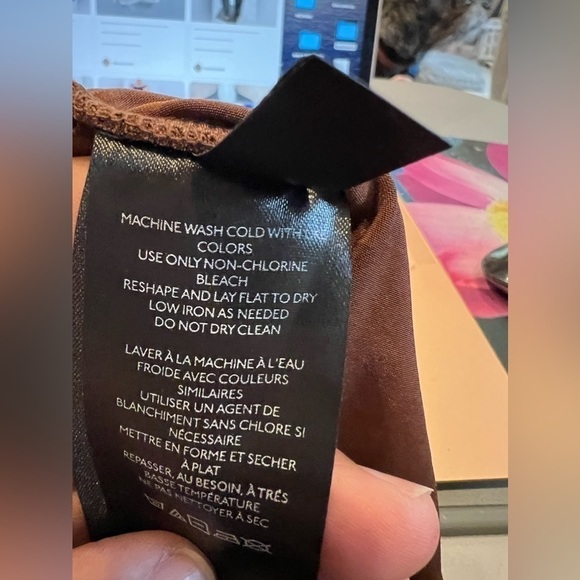 MACHINE WASH COLD WITH
COLORS
USE ONLY NON-CHLORINE
BLEACH
RESHAPE AND LAY FLAT TO DRY
LOW IRON AS NEEDED
DO NOT DRY CLEAN
LAVER À LA MACHINE À L'EAU
FROIDE AVEC COULEURS
SIMILAIRES
UTILISER UN AGENT DE
BLANCHIMENT SANS CHLORE SI
NÉCESSAIRE
METTRE EN FORME ET SECHER
À PLAT
REPASSER, AU BESOIN, À TRÉS
BASSE TEMPÉRATURE
NE PAS NETTOYER À SEC